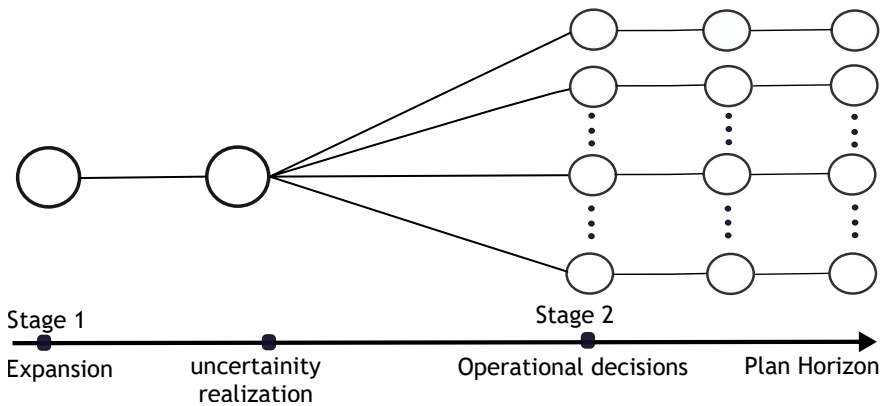 Stage 1
Stage 2
Expansion
uncertainity
realization
Operational decisions
Plan Horizon